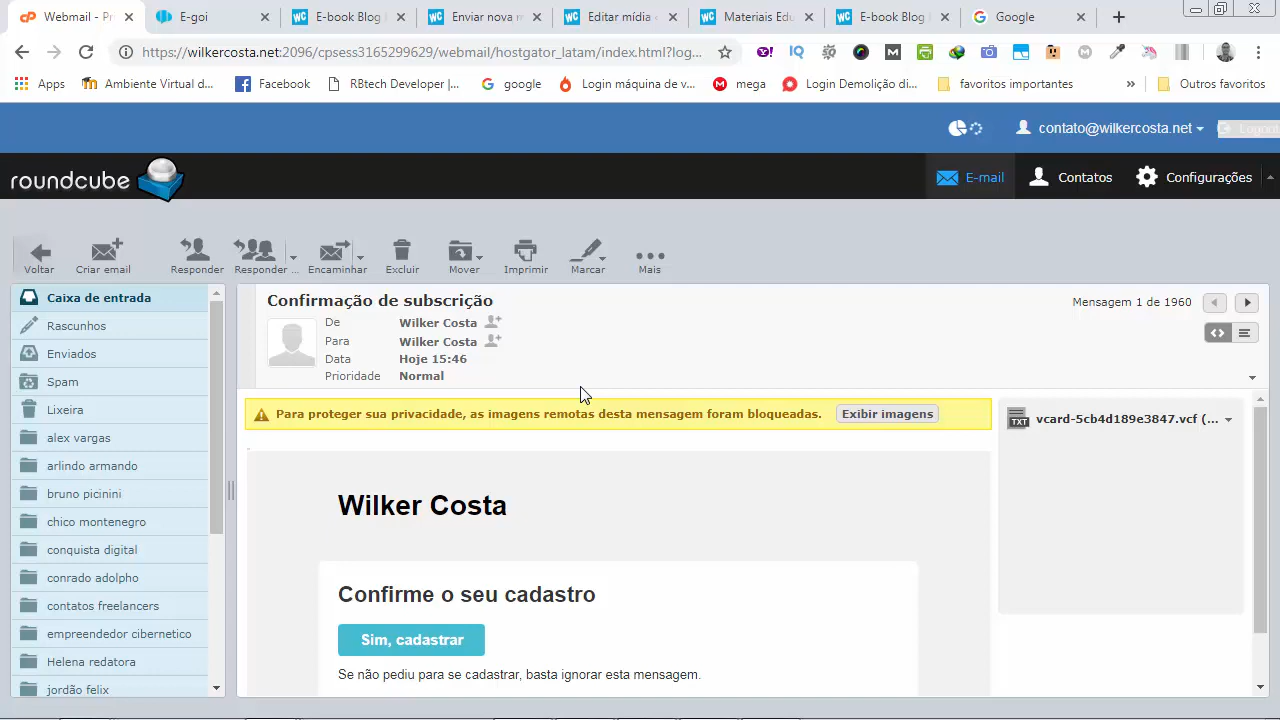 Webmail - Pr
E-goi
E-book Blog
Enviar nova m
Editar mídia
Materiais Edu
E-book Blog
Google
https://wilkercosta.net:2096/cpsess3165299629/webmail/hostgator_latam/index.html?log...
Apps
Ambiente Virtual d...
Facebook
RBtech Developer |...
google
Login máquina de v...
mega
Login Demolição di...
favoritos importantes
»
Outros favoritos
contato@wilkercosta.net
Logout
roundcube
E-mail
Contatos
Configurações
Voltar
Criar email
Responder
Responder ...
Encaminhar
Excluir
Mover
Imprimir
Marcar
Mais
Caixa de entrada
Rascunhos
Enviados
Spam
Lixeira
alex vargas
arlindo armando
bruno picinini
chico montenegro
conquista digital
conrado adolpho
contatos freelancers
empreendedor cibernetico
Helena redatora
jordão felix
Confirmação de subscrição
Mensagem 1 de 1960
De Wilker Costa
Para Wilker Costa
Data Hoje 15:46
Prioridade Normal
Para proteger sua privacidade, as imagens remotas desta mensagem foram bloqueadas.
Exibir imagens
TXT
vcard-5cb4d189e3847.vcf (...
Wilker Costa
Confirme o seu cadastro
Sim, cadastrar
Se não pediu para se cadastrar, basta ignorar esta mensagem.